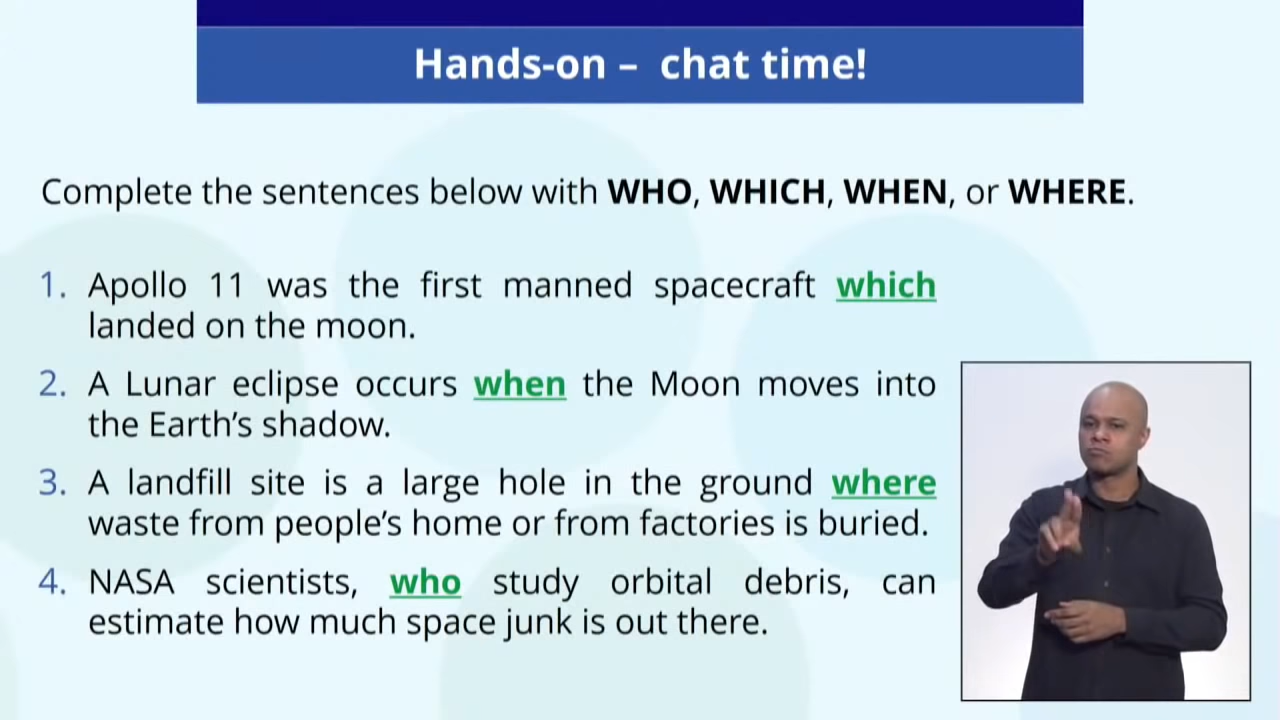 Hands-on – chat time!
Complete the sentences below with WHO, WHICH, WHEN, or WHERE.
1. Apollo 11 was the first manned spacecraft which
landed on the moon.
2. A Lunar eclipse occurs when the Moon moves into
the Earth’s shadow.
3. A landfill site is a large hole in the ground where
waste from people’s home or from factories is buried.
4. NASA scientists, who study orbital debris, can
estimate how much space junk is out there.